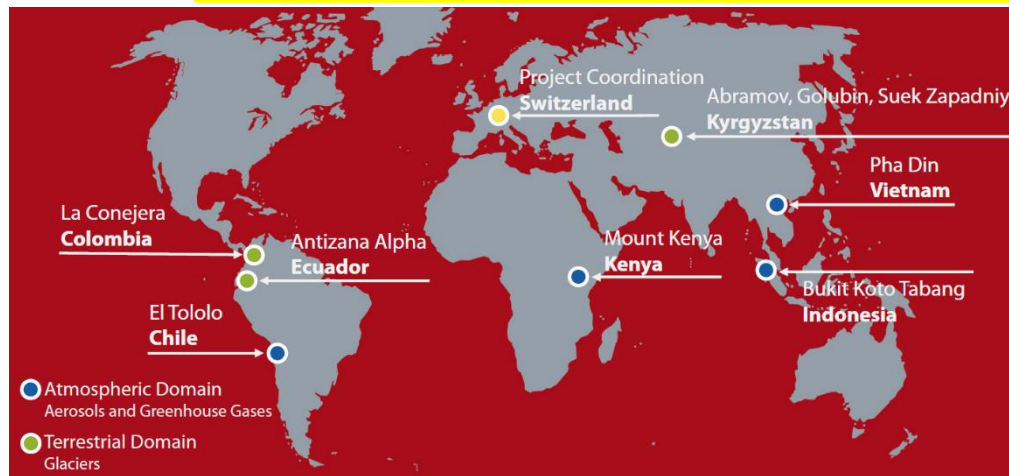 Project Coordination
Switzerland
Abramov, Golubin, Suek Zapadniy
Kyrgyzstan
Pha Din
Vietnam
La Conejera
Colombia
Antizana Alpha
Ecuador
Mount Kenya
Kenya
Bukit Koto Tabang
Indonesia
El Tololo
Chile
Atmospheric Domain
Aerosols and Greenhouse Gases
Terrestrial Domain
Glaciers